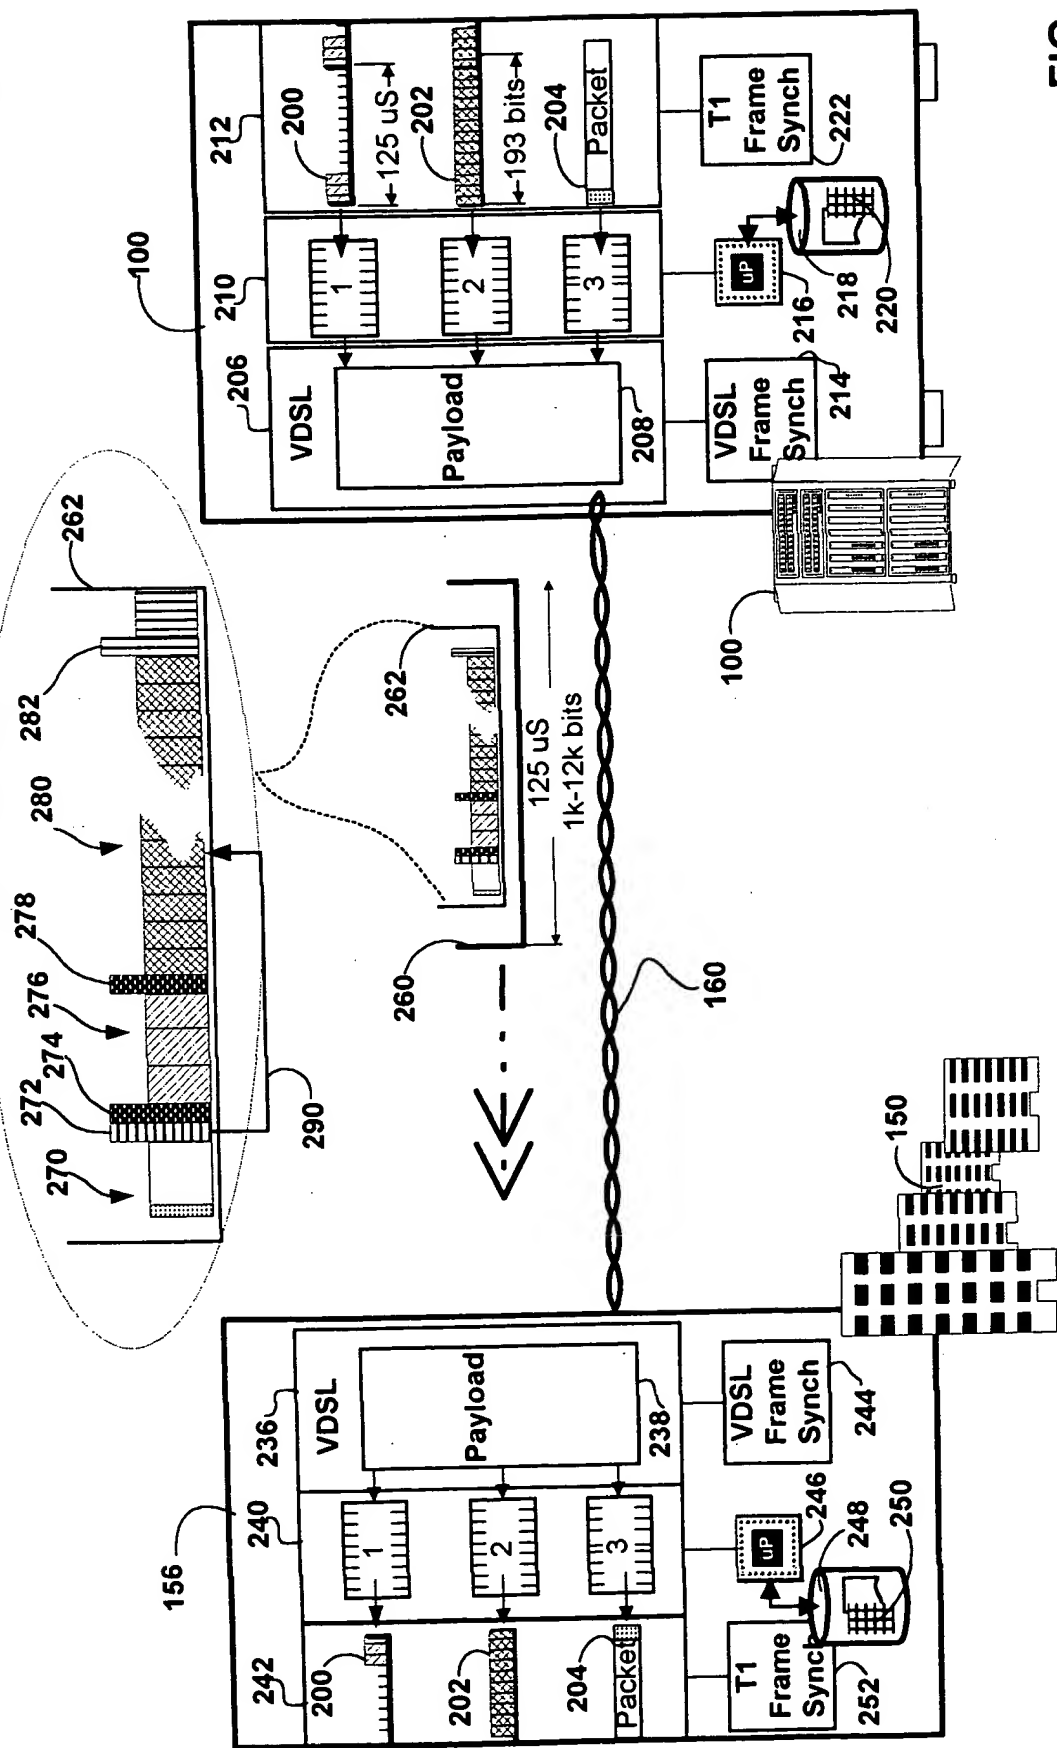 FIG
100
206
210
212
VDSL
Payload
208
1
2
3
200
125 uS
202
193 bits
204
Packet
VDSL
Frame
Synch
214
uP
216
218
220
T1
Frame
Synch
222
100
262
282
280
278
276
274
272
270
290
262
260
125 uS
1k-12k bits
160
150
156
236
240
242
VDSL
Payload
238
1
2
3
200
202
204
Packet
VDSL
Frame
Synch
244
uP
246
248
250
T1
Frame
Synch
252